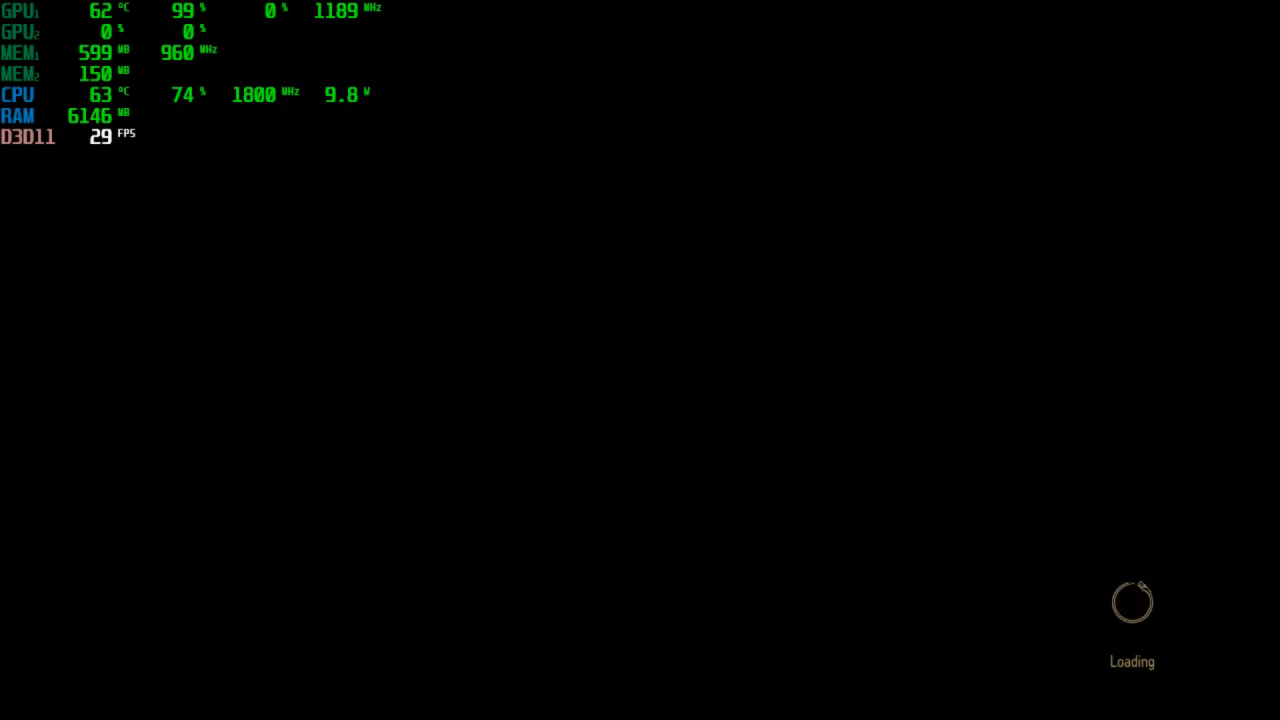 GPU1 62 °C 99 % 0 % 1189 MHz
GPU2 0 % 0 %
MEM1 599 MB 960 MHz
MEM2 150 MB
CPU 63 °C 74 % 1800 MHz 9.8 W
RAM 6146 MB
D3D11 29 FPS
Loading